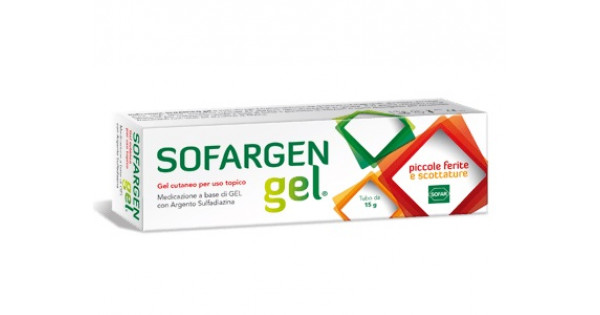 SOFARGEN
gel®
Gel cutaneo per uso topico
Medicazione a base di GEL
con Argento Sulfadiazina
Tubo da
15 g
piccole ferite
e scottature
SOFAR
SOFARGEN
gel